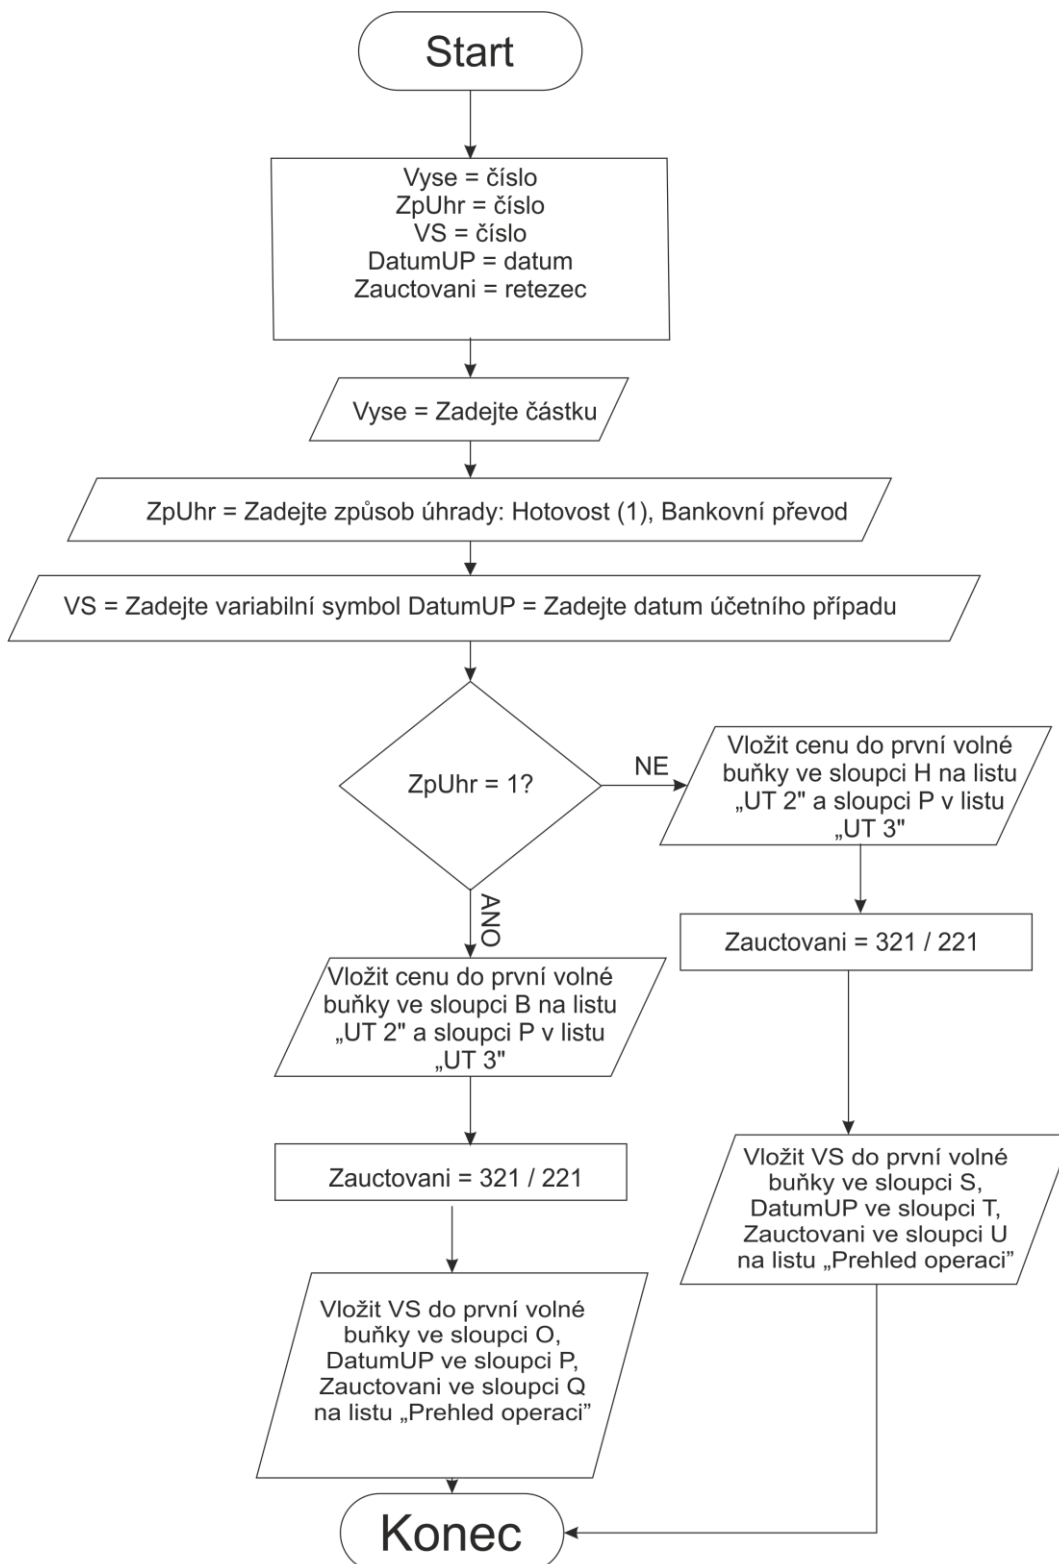 Start
Vyse = číslo
ZpUhr = číslo
VS = číslo
DatumUP = datum
Zauctovani = retezec
Vyse = Zadejte částku
ZpUhr = Zadejte způsob úhrady: Hotovost (1), Bankovní převod
VS = Zadejte variabilní symbol DatumUP = Zadejte datum účetního případu
ZpUhr = 1?
NE
Vložit cenu do první volné
buňky ve sloupci H na listu
„UT 2" a sloupci P v listu
„UT 3"
Zauctovani = 321 / 221
Vložit VS do první volné
buňky ve sloupci S,
DatumUP ve sloupci T,
Zauctovani ve sloupci U
na listu „Prehled operaci”
ANO
Vložit cenu do první volné
buňky ve sloupci B na listu
„UT 2" a sloupci P v listu
„UT 3"
Zauctovani = 321 / 221
Vložit VS do první volné
buňky ve sloupci O,
DatumUP ve sloupci P,
Zauctovani ve sloupci Q
na listu „Prehled operaci”
Konec